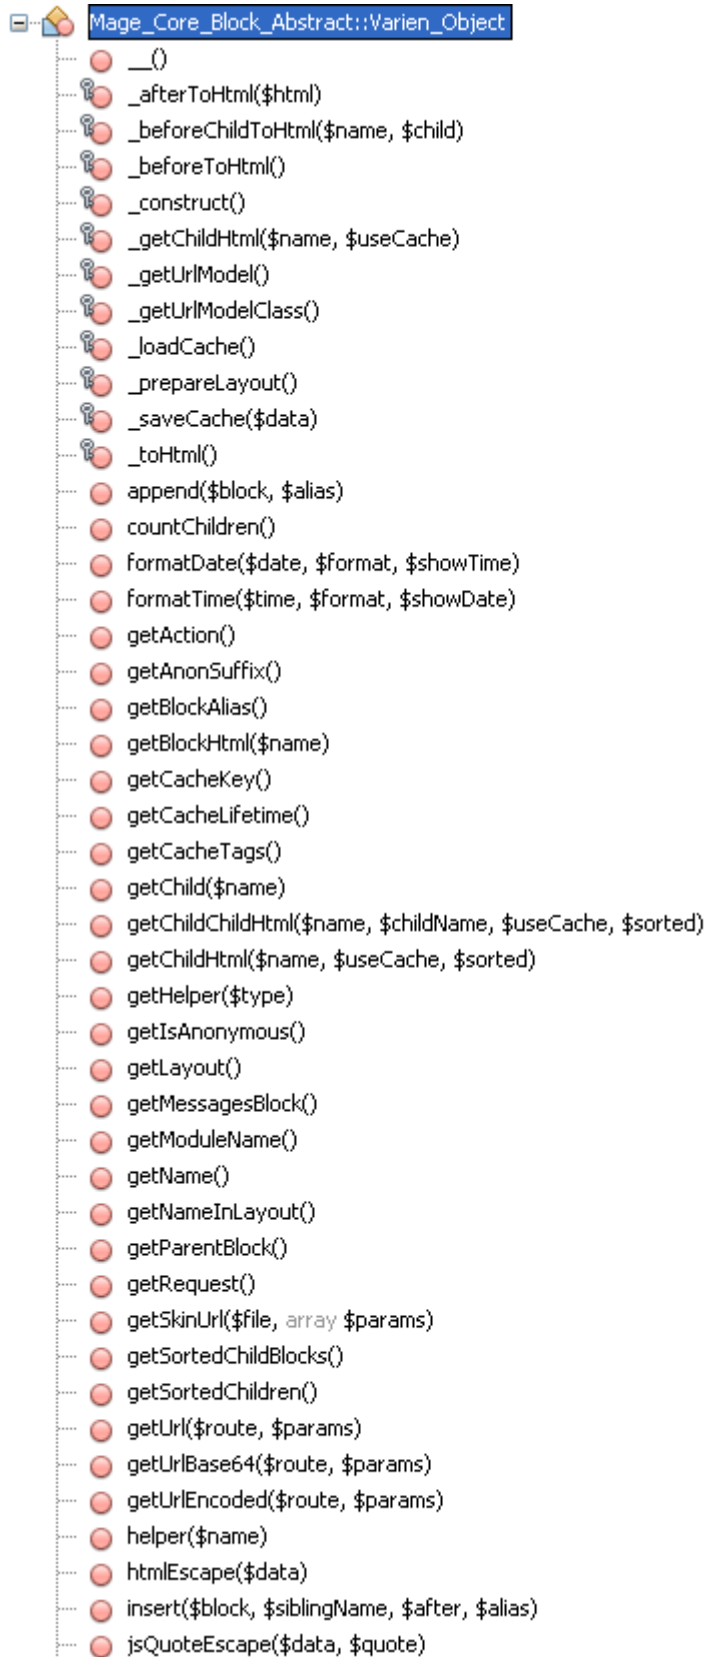 Mage_Core_Block_Abstract::Varien_Object
__()
_afterToHtml($html)
_beforeChildToHtml($name, $child)
_beforeToHtml()
_construct()
_getChildHtml($name, $useCache)
_getUrlModel()
_getUrlModelClass()
_loadCache()
_prepareLayout()
_saveCache($data)
_toHtml()
append($block, $alias)
countChildren()
formatDate($date, $format, $showTime)
formatTime($time, $format, $showDate)
getAction()
getAnonSuffix()
getBlockAlias()
getBlockHtml($name)
getCacheKey()
getCacheLifetime()
getCacheTags()
getChild($name)
getChildChildHtml($name, $childName, $useCache, $sorted)
getChildHtml($name, $useCache, $sorted)
getHelper($type)
getIsAnonymous()
getLayout()
getMessagesBlock()
getModuleName()
getName()
getNameInLayout()
getParentBlock()
getRequest()
getSkinUrl($file, array $params)
getSortedChildBlocks()
getSortedChildren()
getUrl($route, $params)
getUrlBase64($route, $params)
getUrlEncoded($route, $params)
helper($name)
htmlEscape($data)
insert($block, $siblingName, $after, $alias)
jsQuoteEscape($data, $quote)